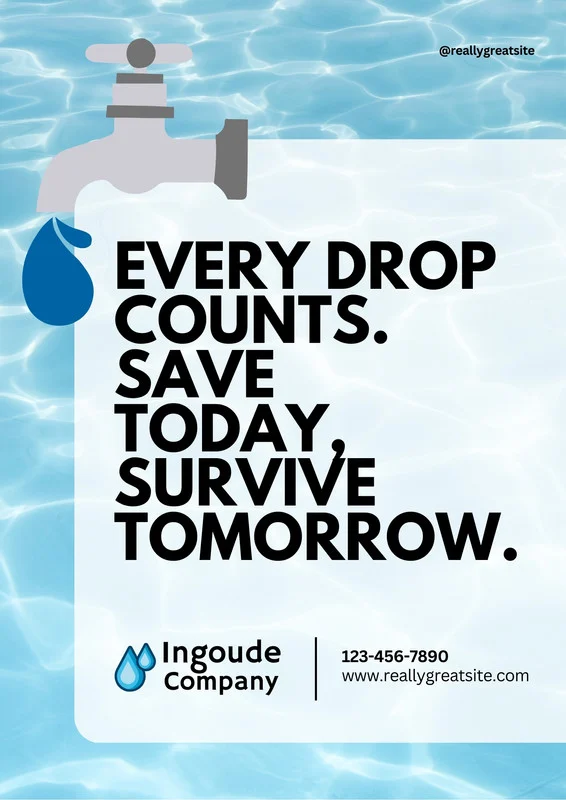 @reallygreatsite
EVERY DROP
COUNTS.
SAVE
TODAY,
SURVIVE
TOMORROW.
Ingoude
Company
123-456-7890
www.reallygreatsite.com